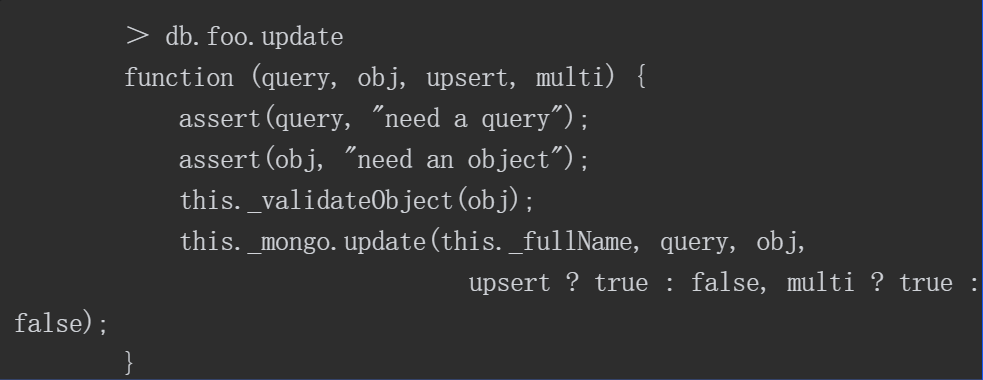 > db.foo.update
function (query, obj, upsert, multi) {
assert(query, "need a query");
assert(obj, "need an object");
this._validateObject(obj);
this._mongo.update(this._fullName, query, obj,
upsert ? true : false, multi ? true :
false);
}